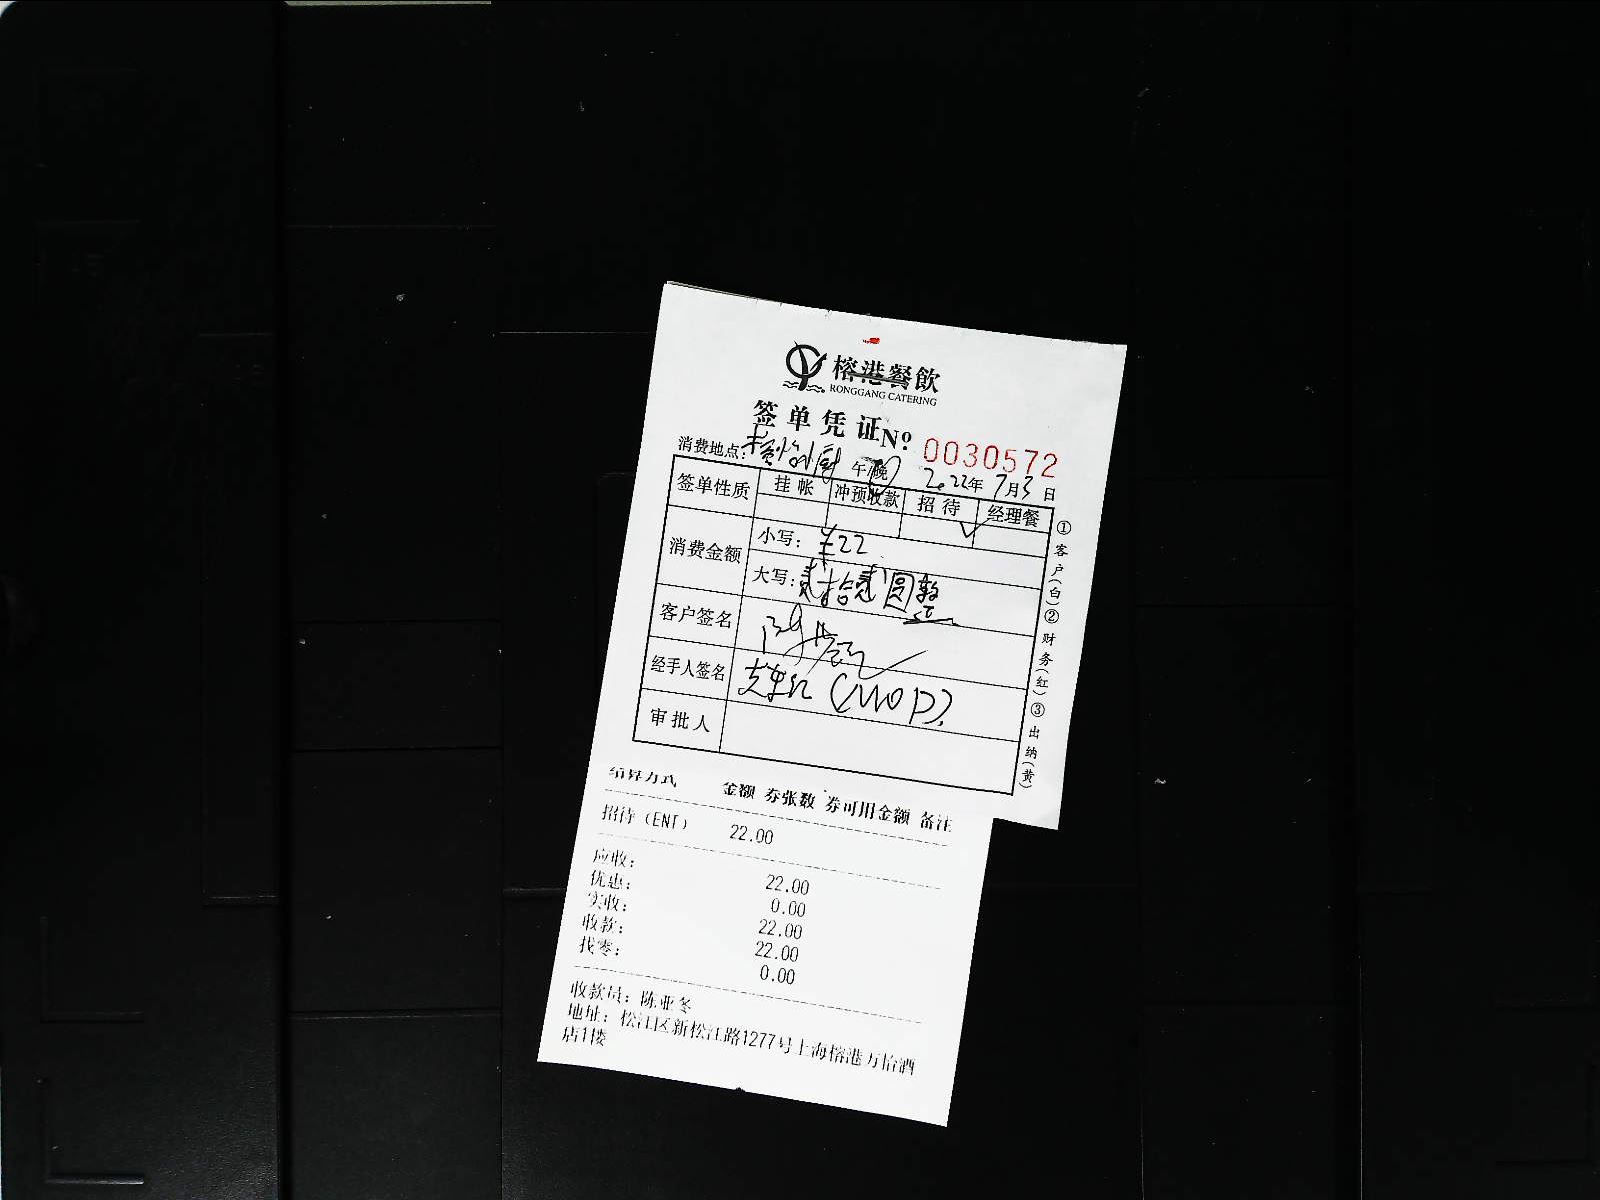 榕港餐飲
RONGGANG CATERING
签单凭证 Nº 0030572
消费地点: 午/晚 2022年7月3日
签单性质 挂帐 冲预收款 招待 经理餐
√
消费金额 小写: ¥22
大写: 贰拾贰圆整
客户签名
经手人签名 (MOD)
审批人
①客户(白)②财务(红)③出纳(黄)
结算方式 金额 券张数 券可用金额 备注
招待(ENT) 22.00
应收: 22.00
优惠: 0.00
实收: 22.00
收款: 22.00
找零: 0.00
收款员: 陈亚冬
地址: 松江区新松江路1277号上海榕港万怡酒
店1楼